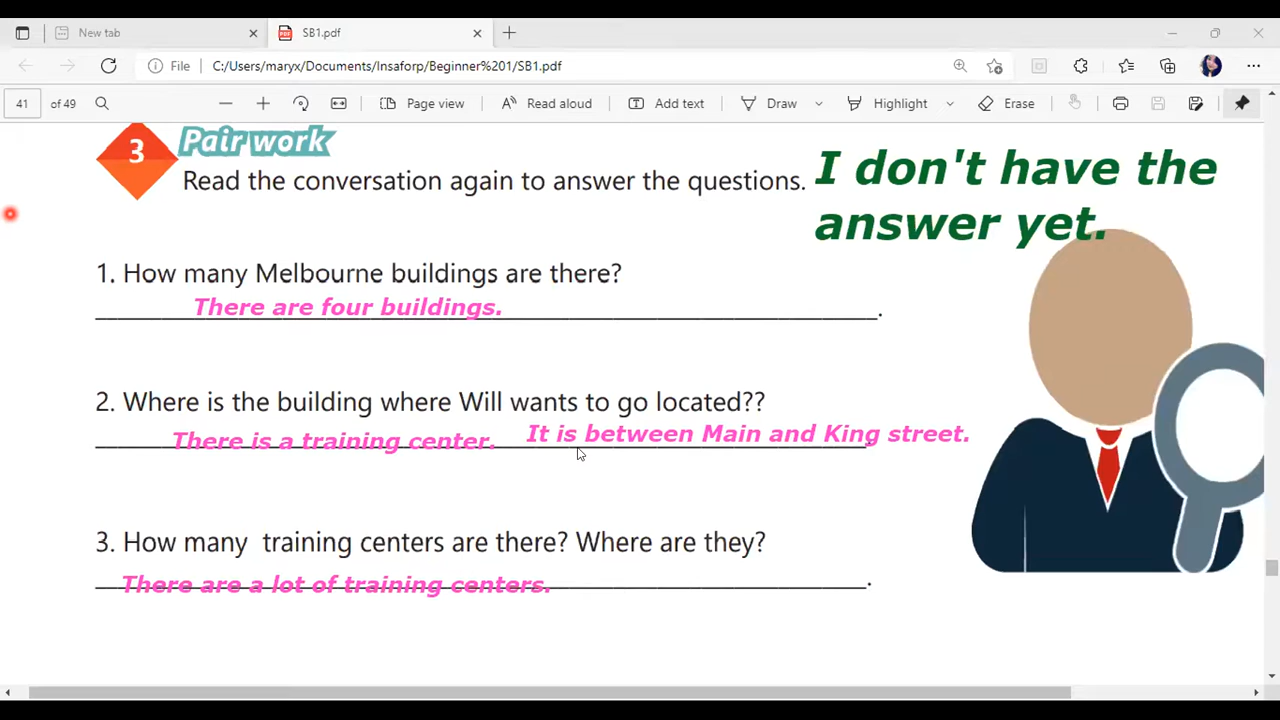 New tab
SB1.pdf
File C:/Users/maryx/Documents/Insaforp/Beginner%201/SB1.pdf
41 of 49 Page view Read aloud Add text Draw Highlight Erase
3 Pair work
Read the conversation again to answer the questions.
I don't have the
answer yet.
1. How many Melbourne buildings are there?
There are four buildings.
2. Where is the building where Will wants to go located??
There is a training center. It is between Main and King street.
3. How many training centers are there? Where are they?
There are a lot of training centers.